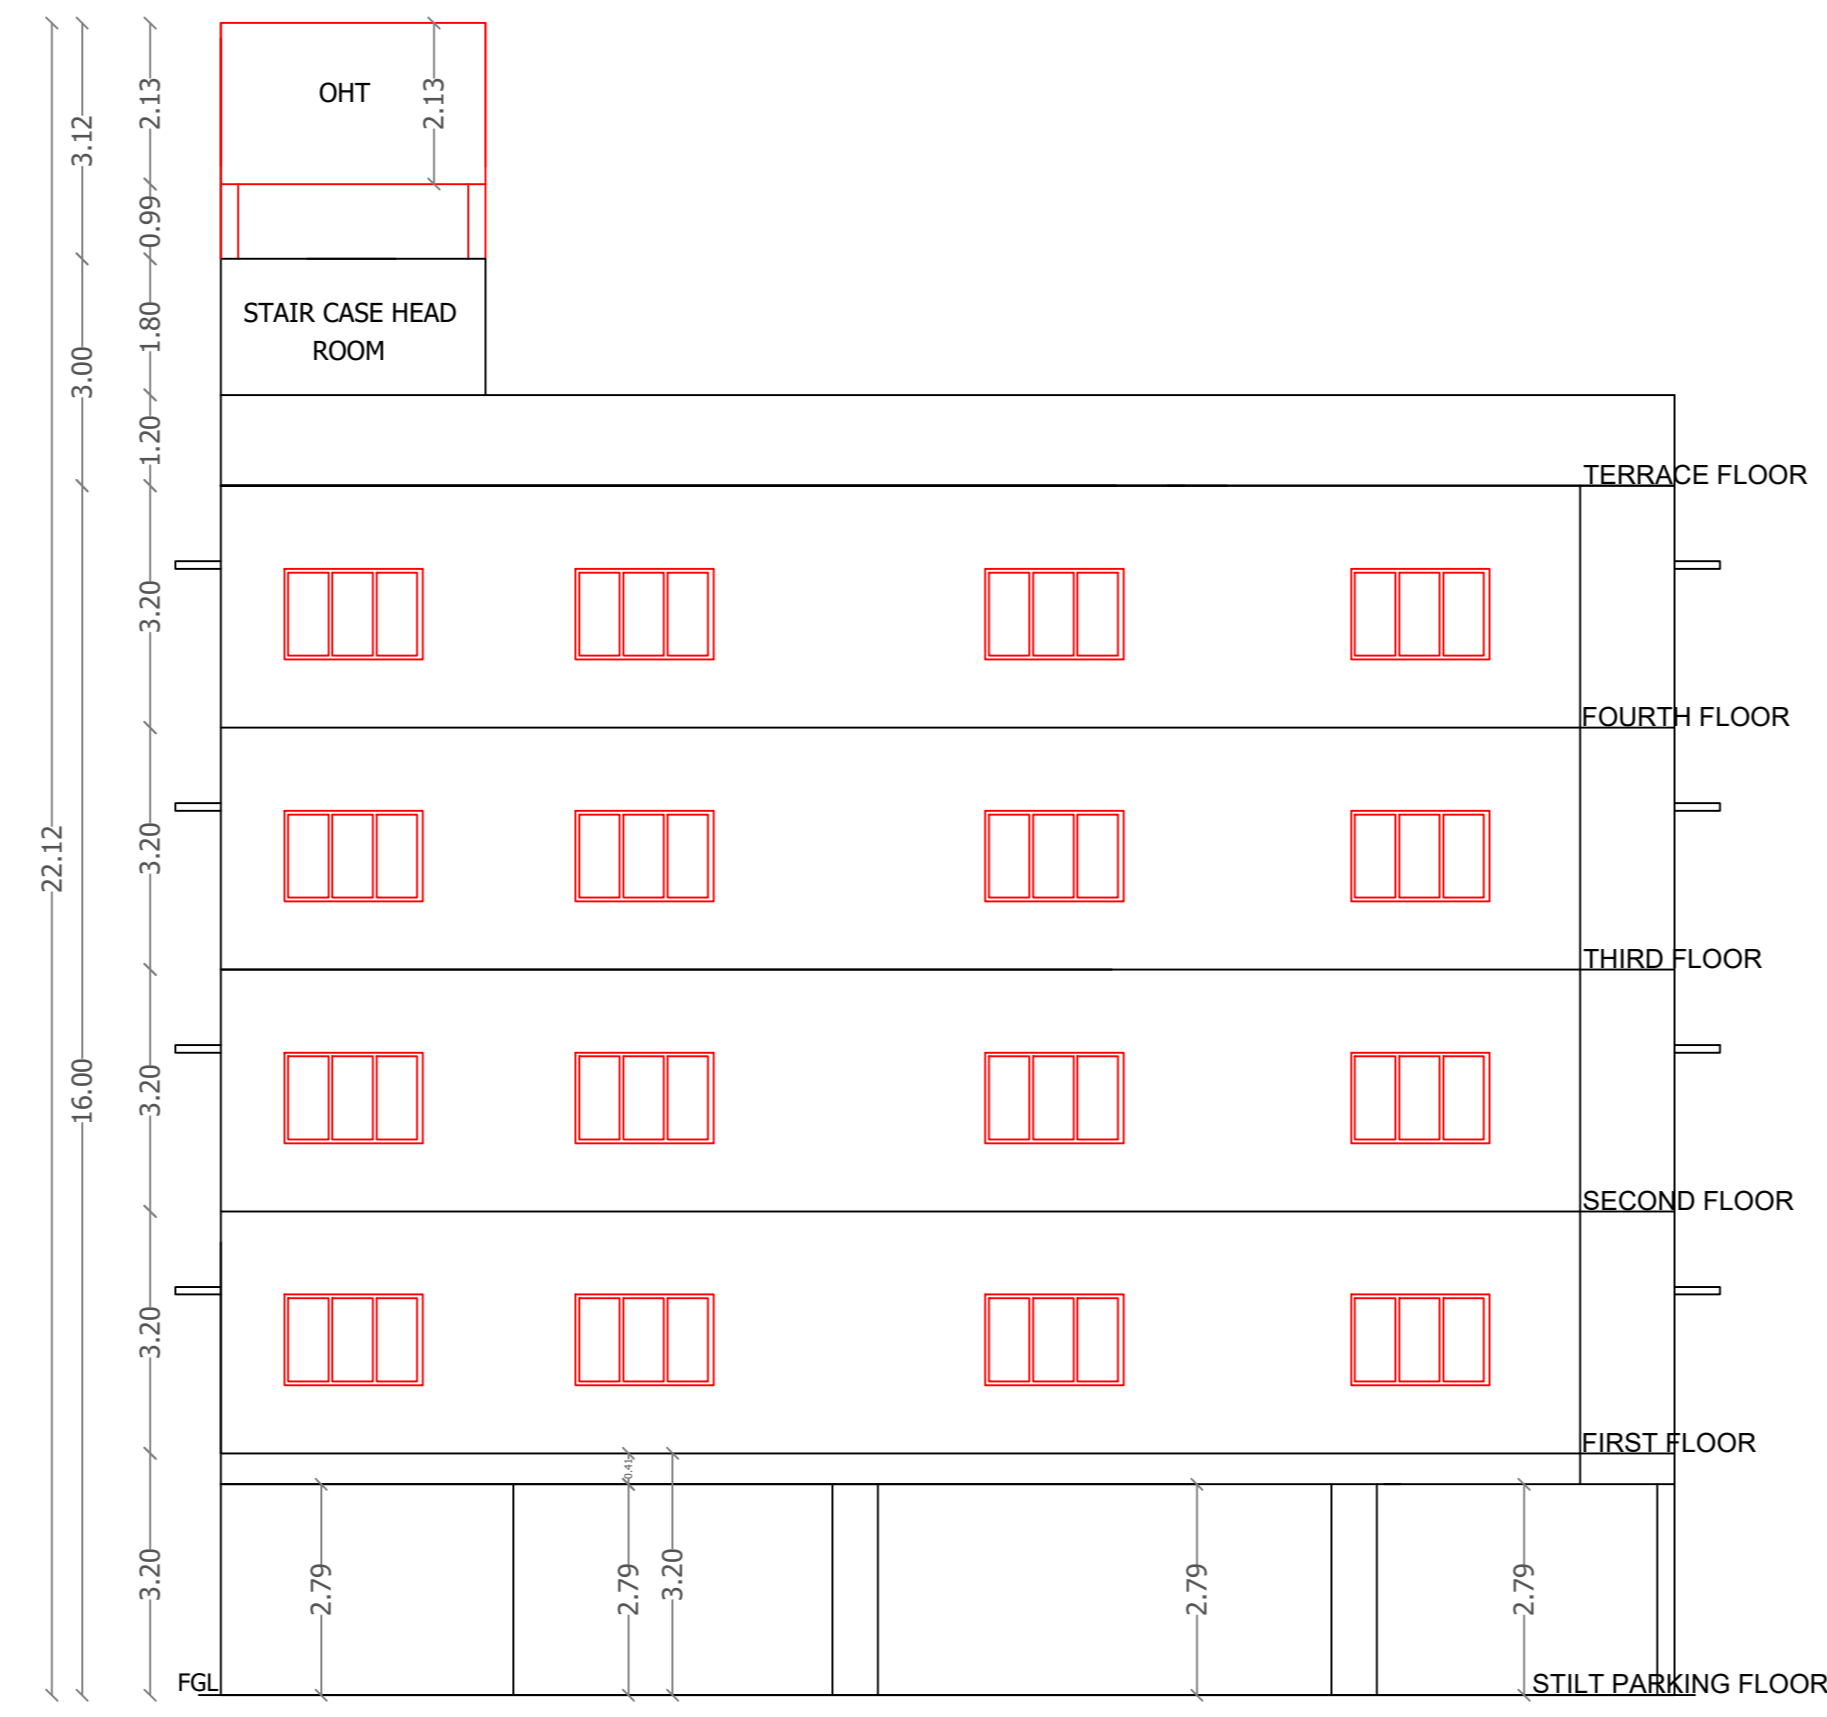 OHT
2.13
2.13
3.12
0.99
STAIR CASE HEAD
ROOM
1.80
3.00
1.20
TERRACE FLOOR
3.20
FOURTH FLOOR
22.12
3.20
THIRD FLOOR
16.00
3.20
SECOND FLOOR
3.20
FIRST FLOOR
0.41
3.20
2.79
2.79
3.20
2.79
2.79
FGL
STILT PARKING FLOOR